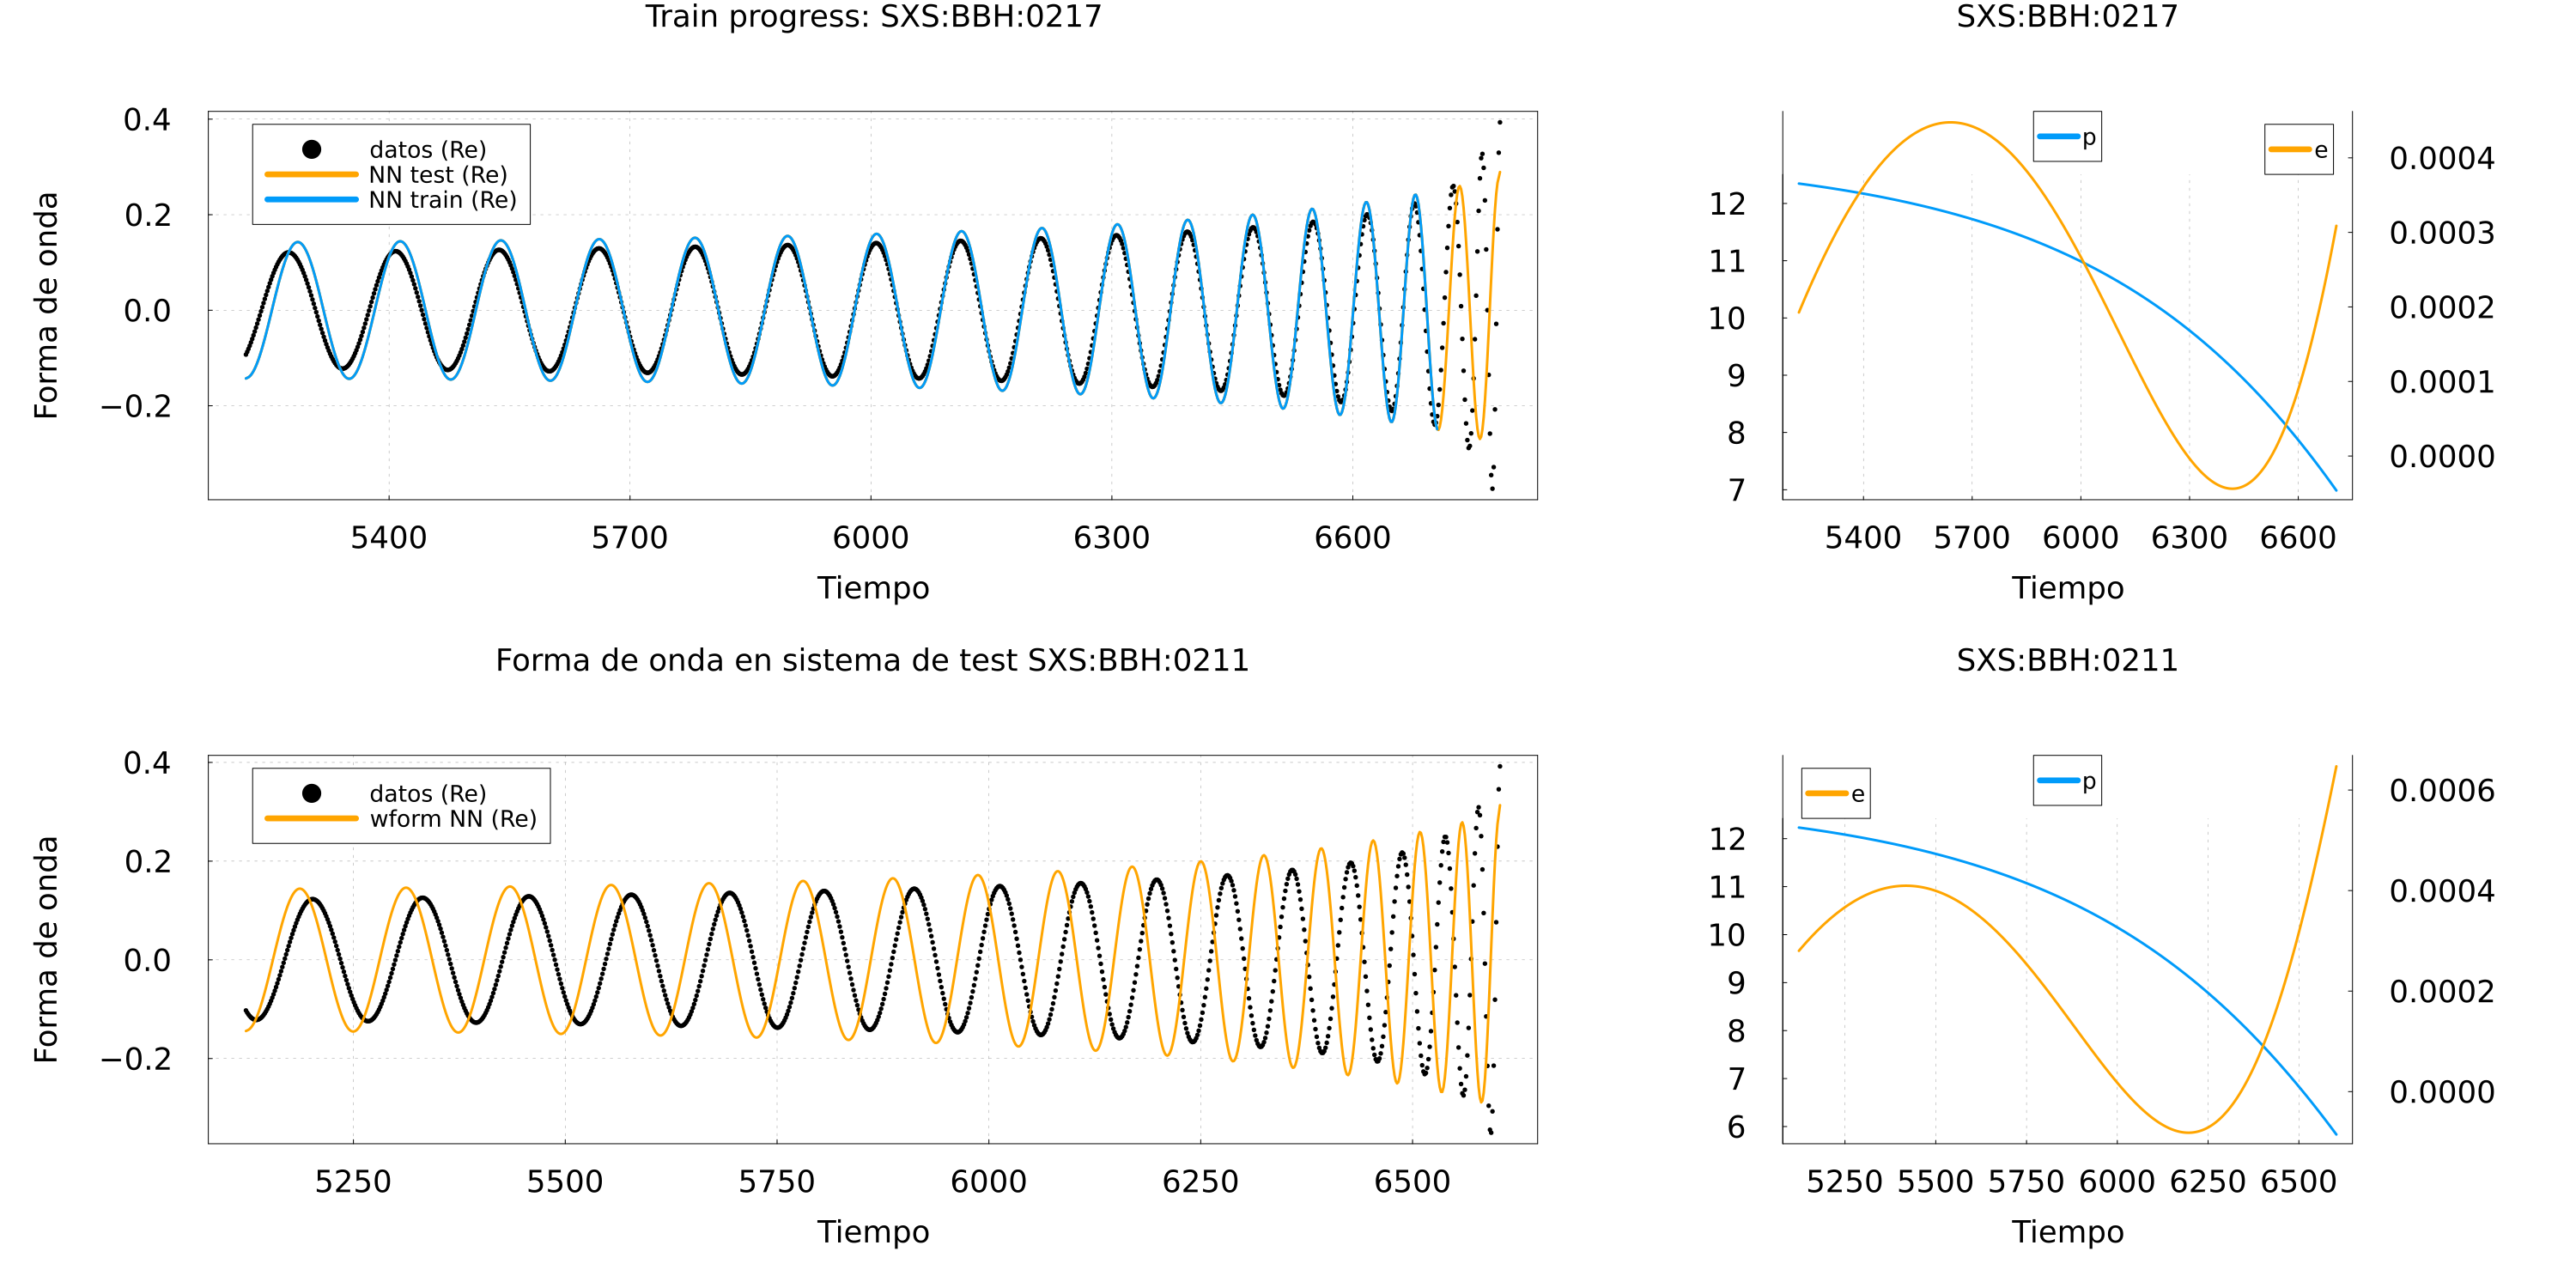 Train progress: SXS:BBH:0217
0.4
0.2
0.0
−0.2
Forma de onda
datos (Re)
NN test (Re)
NN train (Re)
5400 5700 6000 6300 6600
Tiempo
SXS:BBH:0217
12
11
10
9
8
7
p
e
0.0004
0.0003
0.0002
0.0001
0.0000
5400 5700 6000 6300 6600
Tiempo
Forma de onda en sistema de test SXS:BBH:0211
0.4
0.2
0.0
−0.2
Forma de onda
datos (Re)
wform NN (Re)
5250 5500 5750 6000 6250 6500
Tiempo
SXS:BBH:0211
12
11
10
9
8
7
6
e
p
0.0006
0.0004
0.0002
0.0000
5250 5500 5750 6000 6250 6500
Tiempo